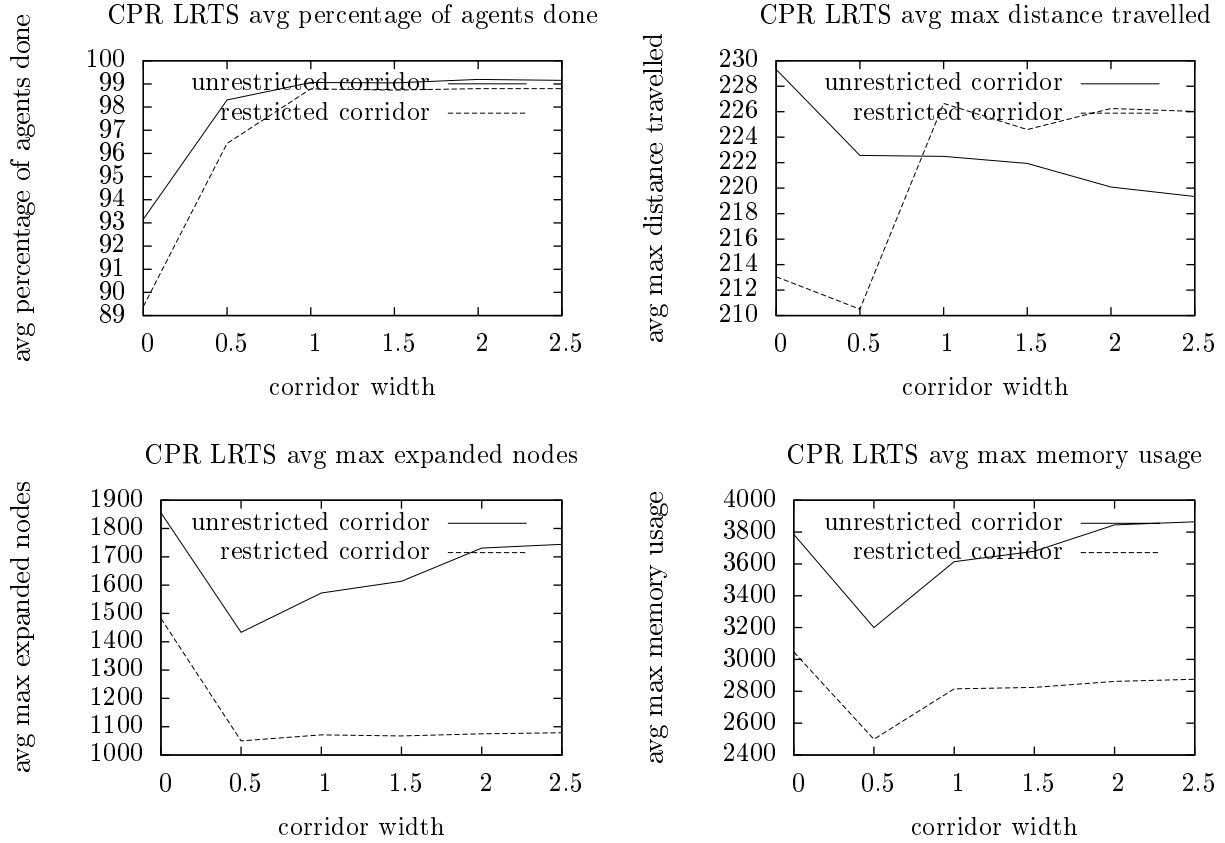 CPR LRTS avg percentage of agents done
avg percentage of agents done
100
99
98
97
96
95
94
93
92
91
90
89
unrestricted corridor
restricted corridor
0 0.5 1 1.5 2 2.5
corridor width
CPR LRTS avg max distance travelled
avg max distance travelled
230
228
226
224
222
220
218
216
214
212
210
unrestricted corridor
restricted corridor
0 0.5 1 1.5 2 2.5
corridor width
CPR LRTS avg max expanded nodes
avg max expanded nodes
1900
1800
1700
1600
1500
1400
1300
1200
1100
1000
unrestricted corridor
restricted corridor
0 0.5 1 1.5 2 2.5
corridor width
CPR LRTS avg max memory usage
avg max memory usage
4000
3800
3600
3400
3200
3000
2800
2600
2400
unrestricted corridor
restricted corridor
0 0.5 1 1.5 2 2.5
corridor width